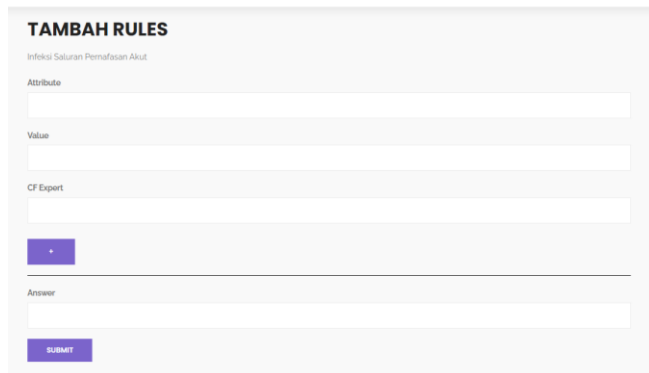 TAMBAH RULES
Infeksi Saluran Pernafasan Akut
Attribute
Value
CF Expert
+
Answer
SUBMIT